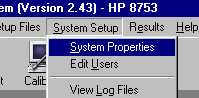 em (Version 2.43) - HP 8753
etup Files System Setup Results Help
System Properties
Edit Users
Calib
View Log Files